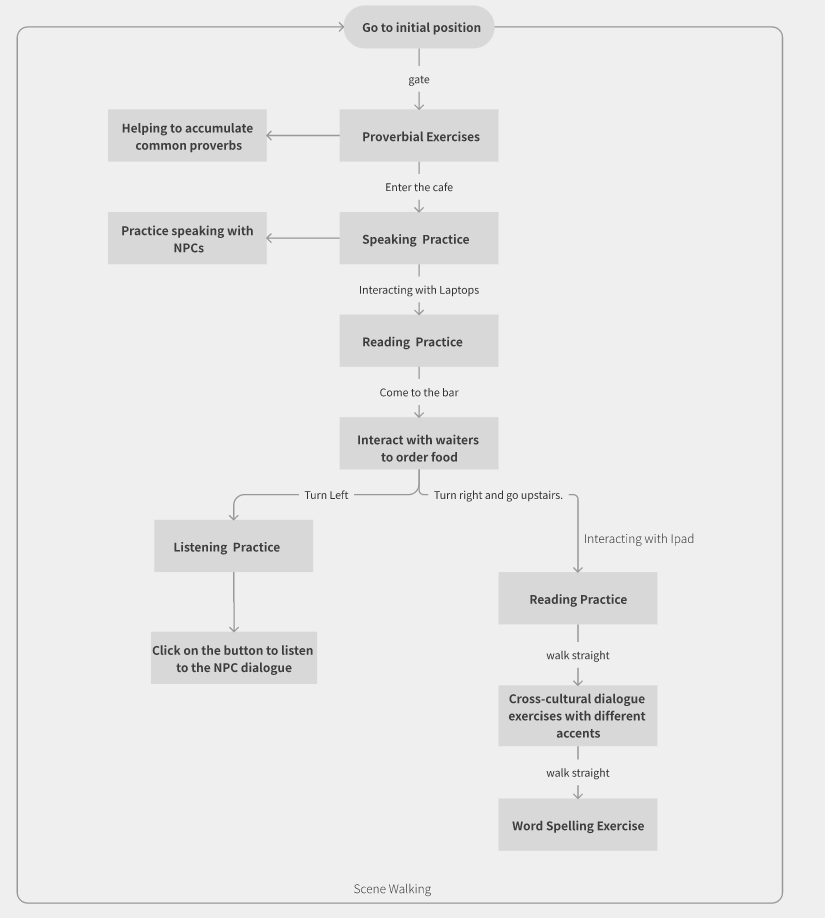 Go to initial position
gate
Helping to accumulate
common proverbs
Proverbial Exercises
Enter the cafe
Practice speaking with
NPCs
Speaking Practice
Interacting with Laptops
Reading Practice
Come to the bar
Interact with waiters
to order food
Turn Left
Turn right and go upstairs.
Listening Practice
Interacting with Ipad
Reading Practice
Click on the button to listen
to the NPC dialogue
walk straight
Cross-cultural dialogue
exercises with different
accents
walk straight
Word Spelling Exercise
Scene Walking